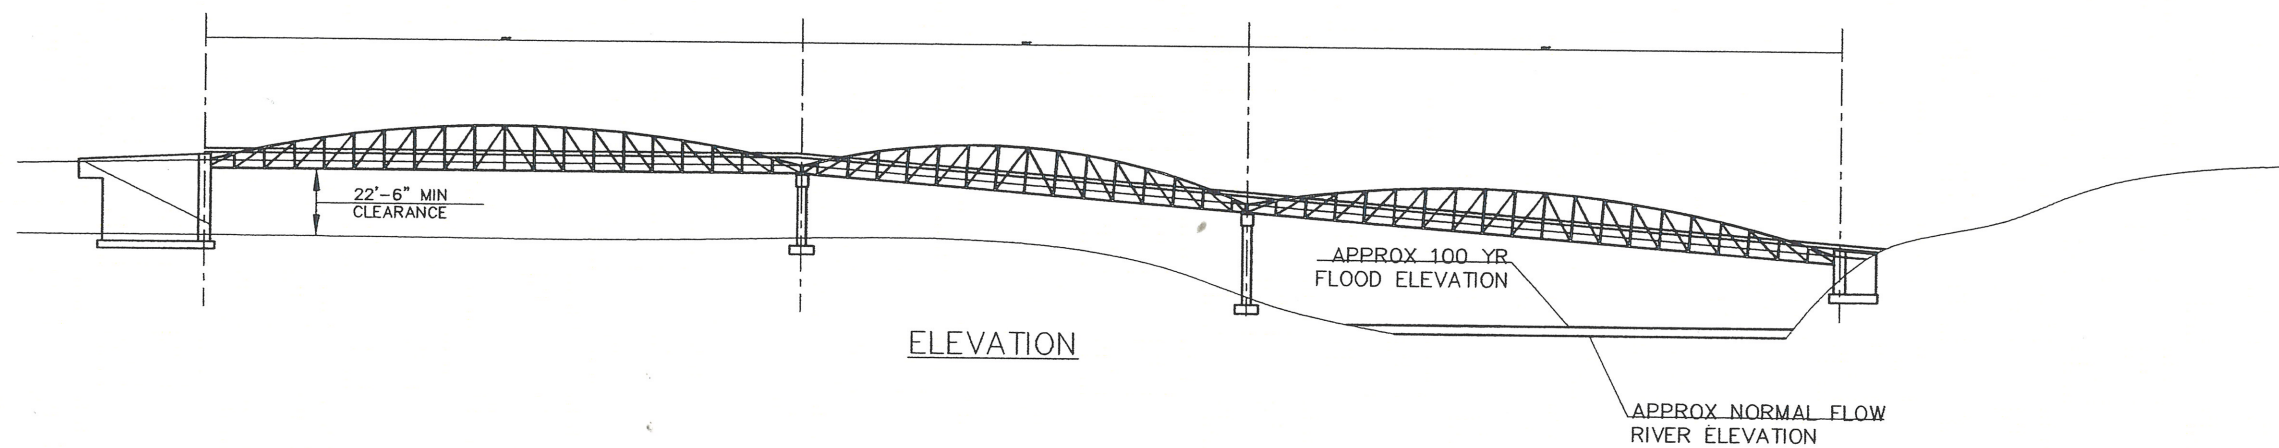 22'-6" MIN
CLEARANCE
APPROX 100 YR
FLOOD ELEVATION
ELEVATION
APPROX NORMAL FLOW
RIVER ELEVATION